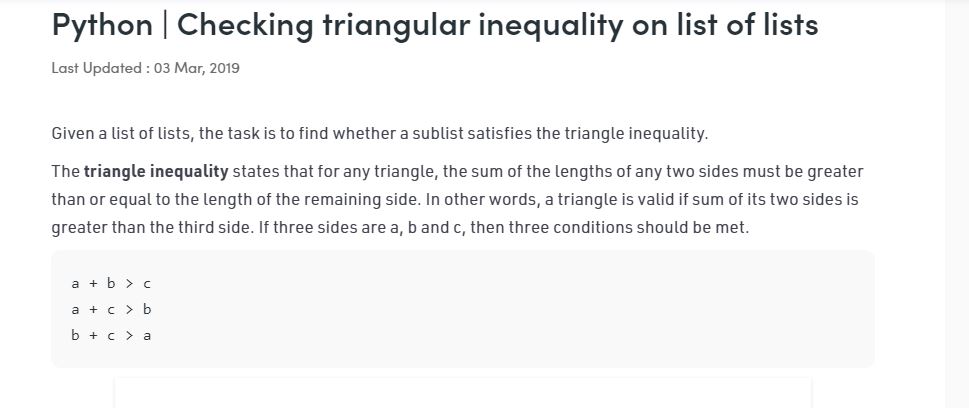 Python | Checking triangular inequality on list of lists
Last Updated : 03 Mar, 2019
Given a list of lists, the task is to find whether a sublist satisfies the triangle inequality.
The triangle inequality states that for any triangle, the sum of the lengths of any two sides must be greater
than or equal to the length of the remaining side. In other words, a triangle is valid if sum of its two sides is
greater than the third side. If three sides are a, b and c, then three conditions should be met.
a + b > c
a + c > b
b + c > a